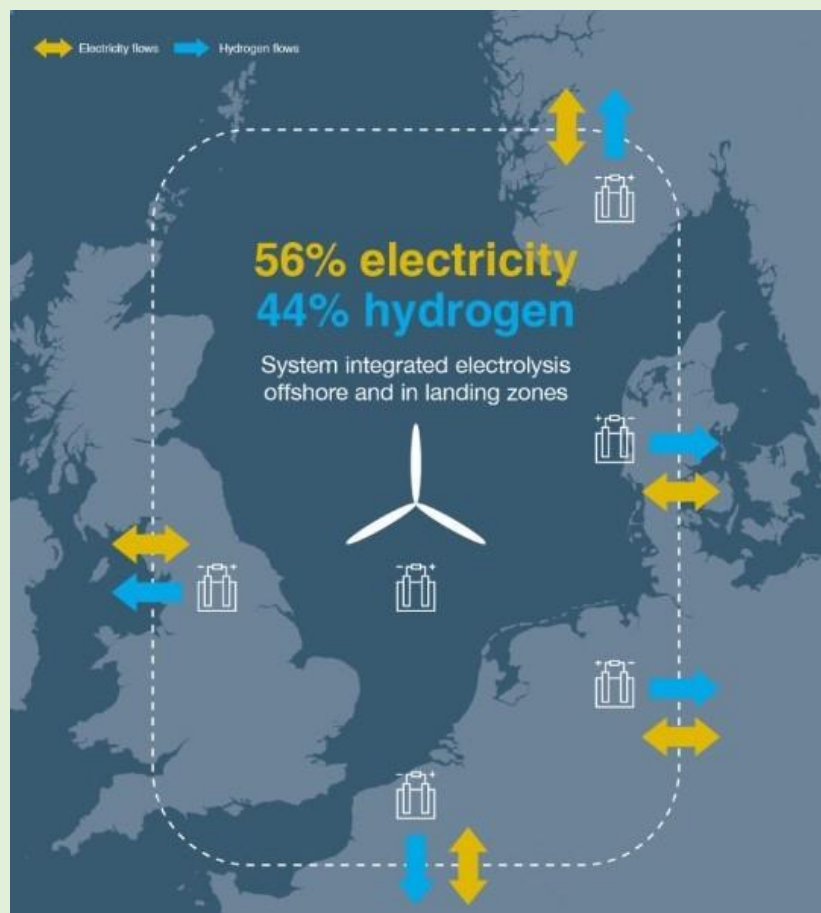 Electricity flows
Hydrogen flows
56% electricity
44% hydrogen
System integrated electrolysis
offshore and in landing zones